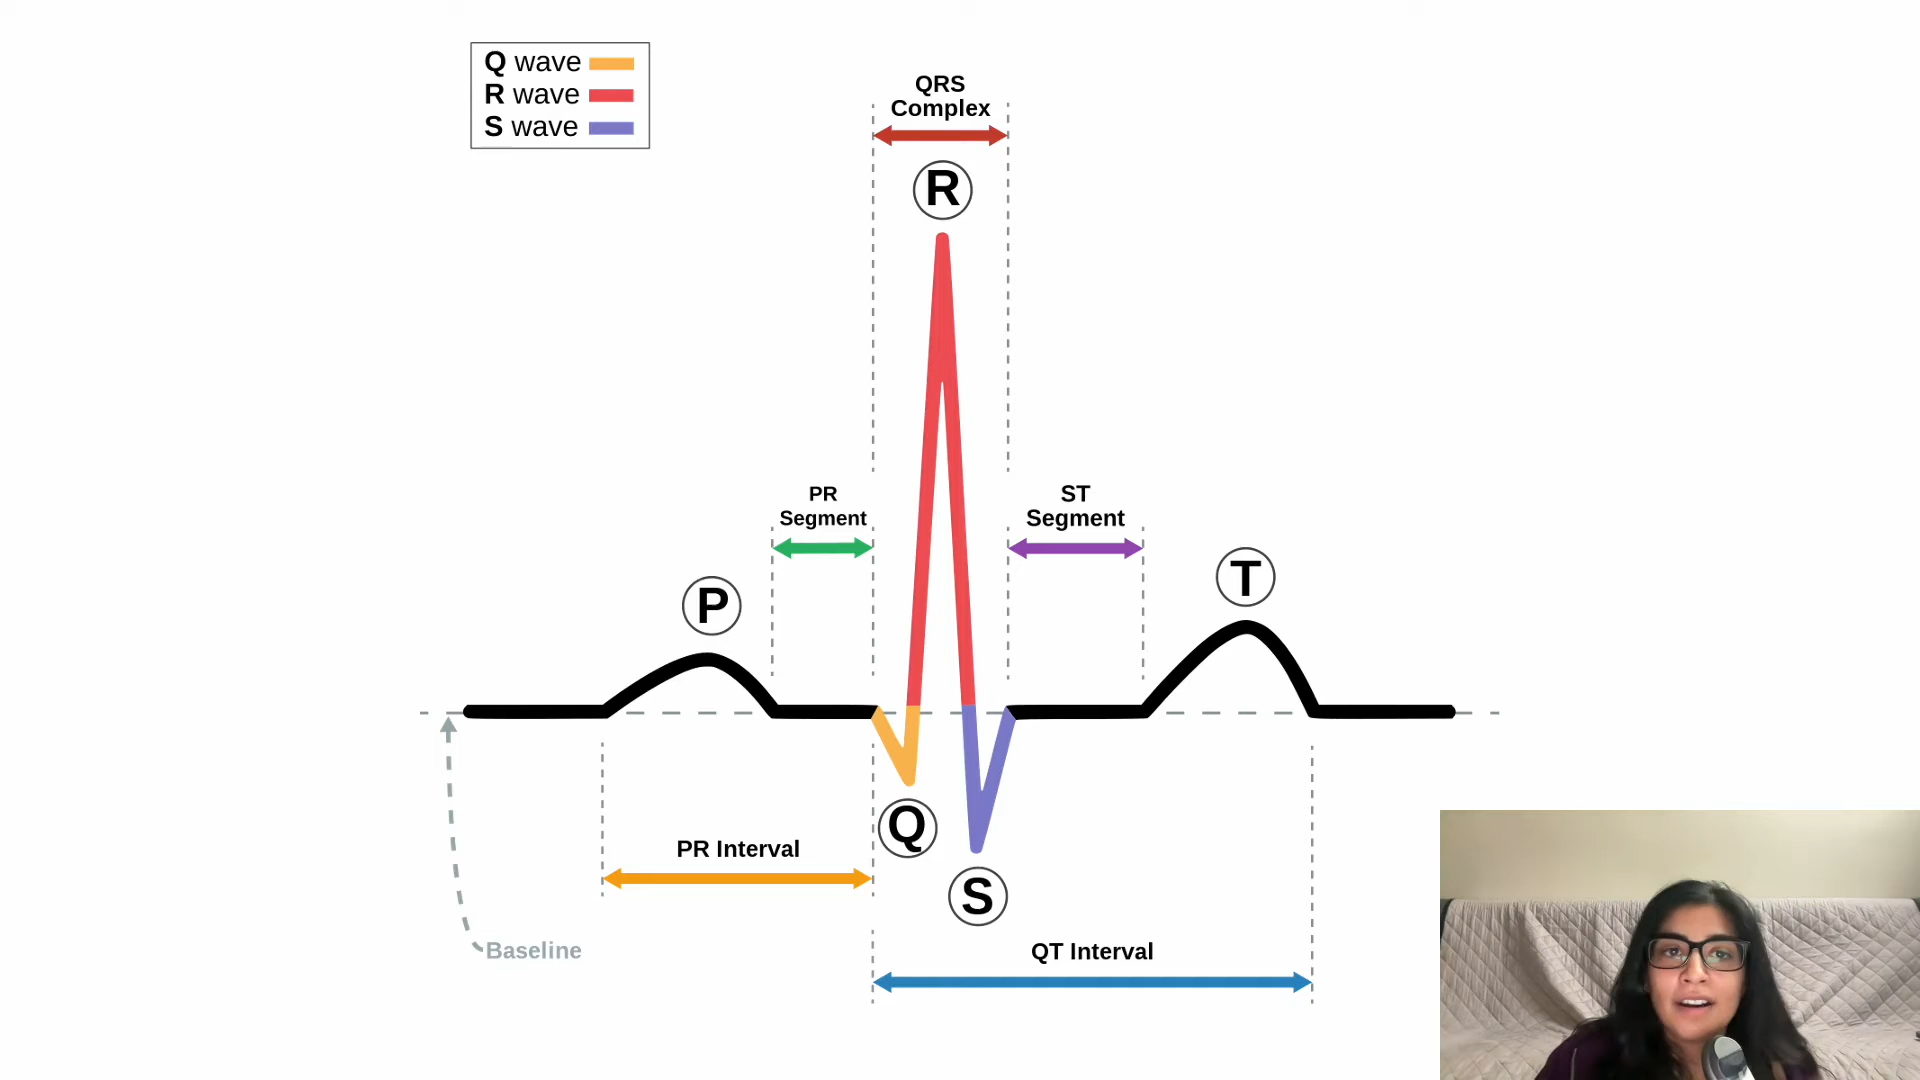 Q wave
R wave
S wave
QRS
Complex
R
PR
Segment
ST
Segment
P
T
Q
PR Interval
S
Baseline
QT Interval